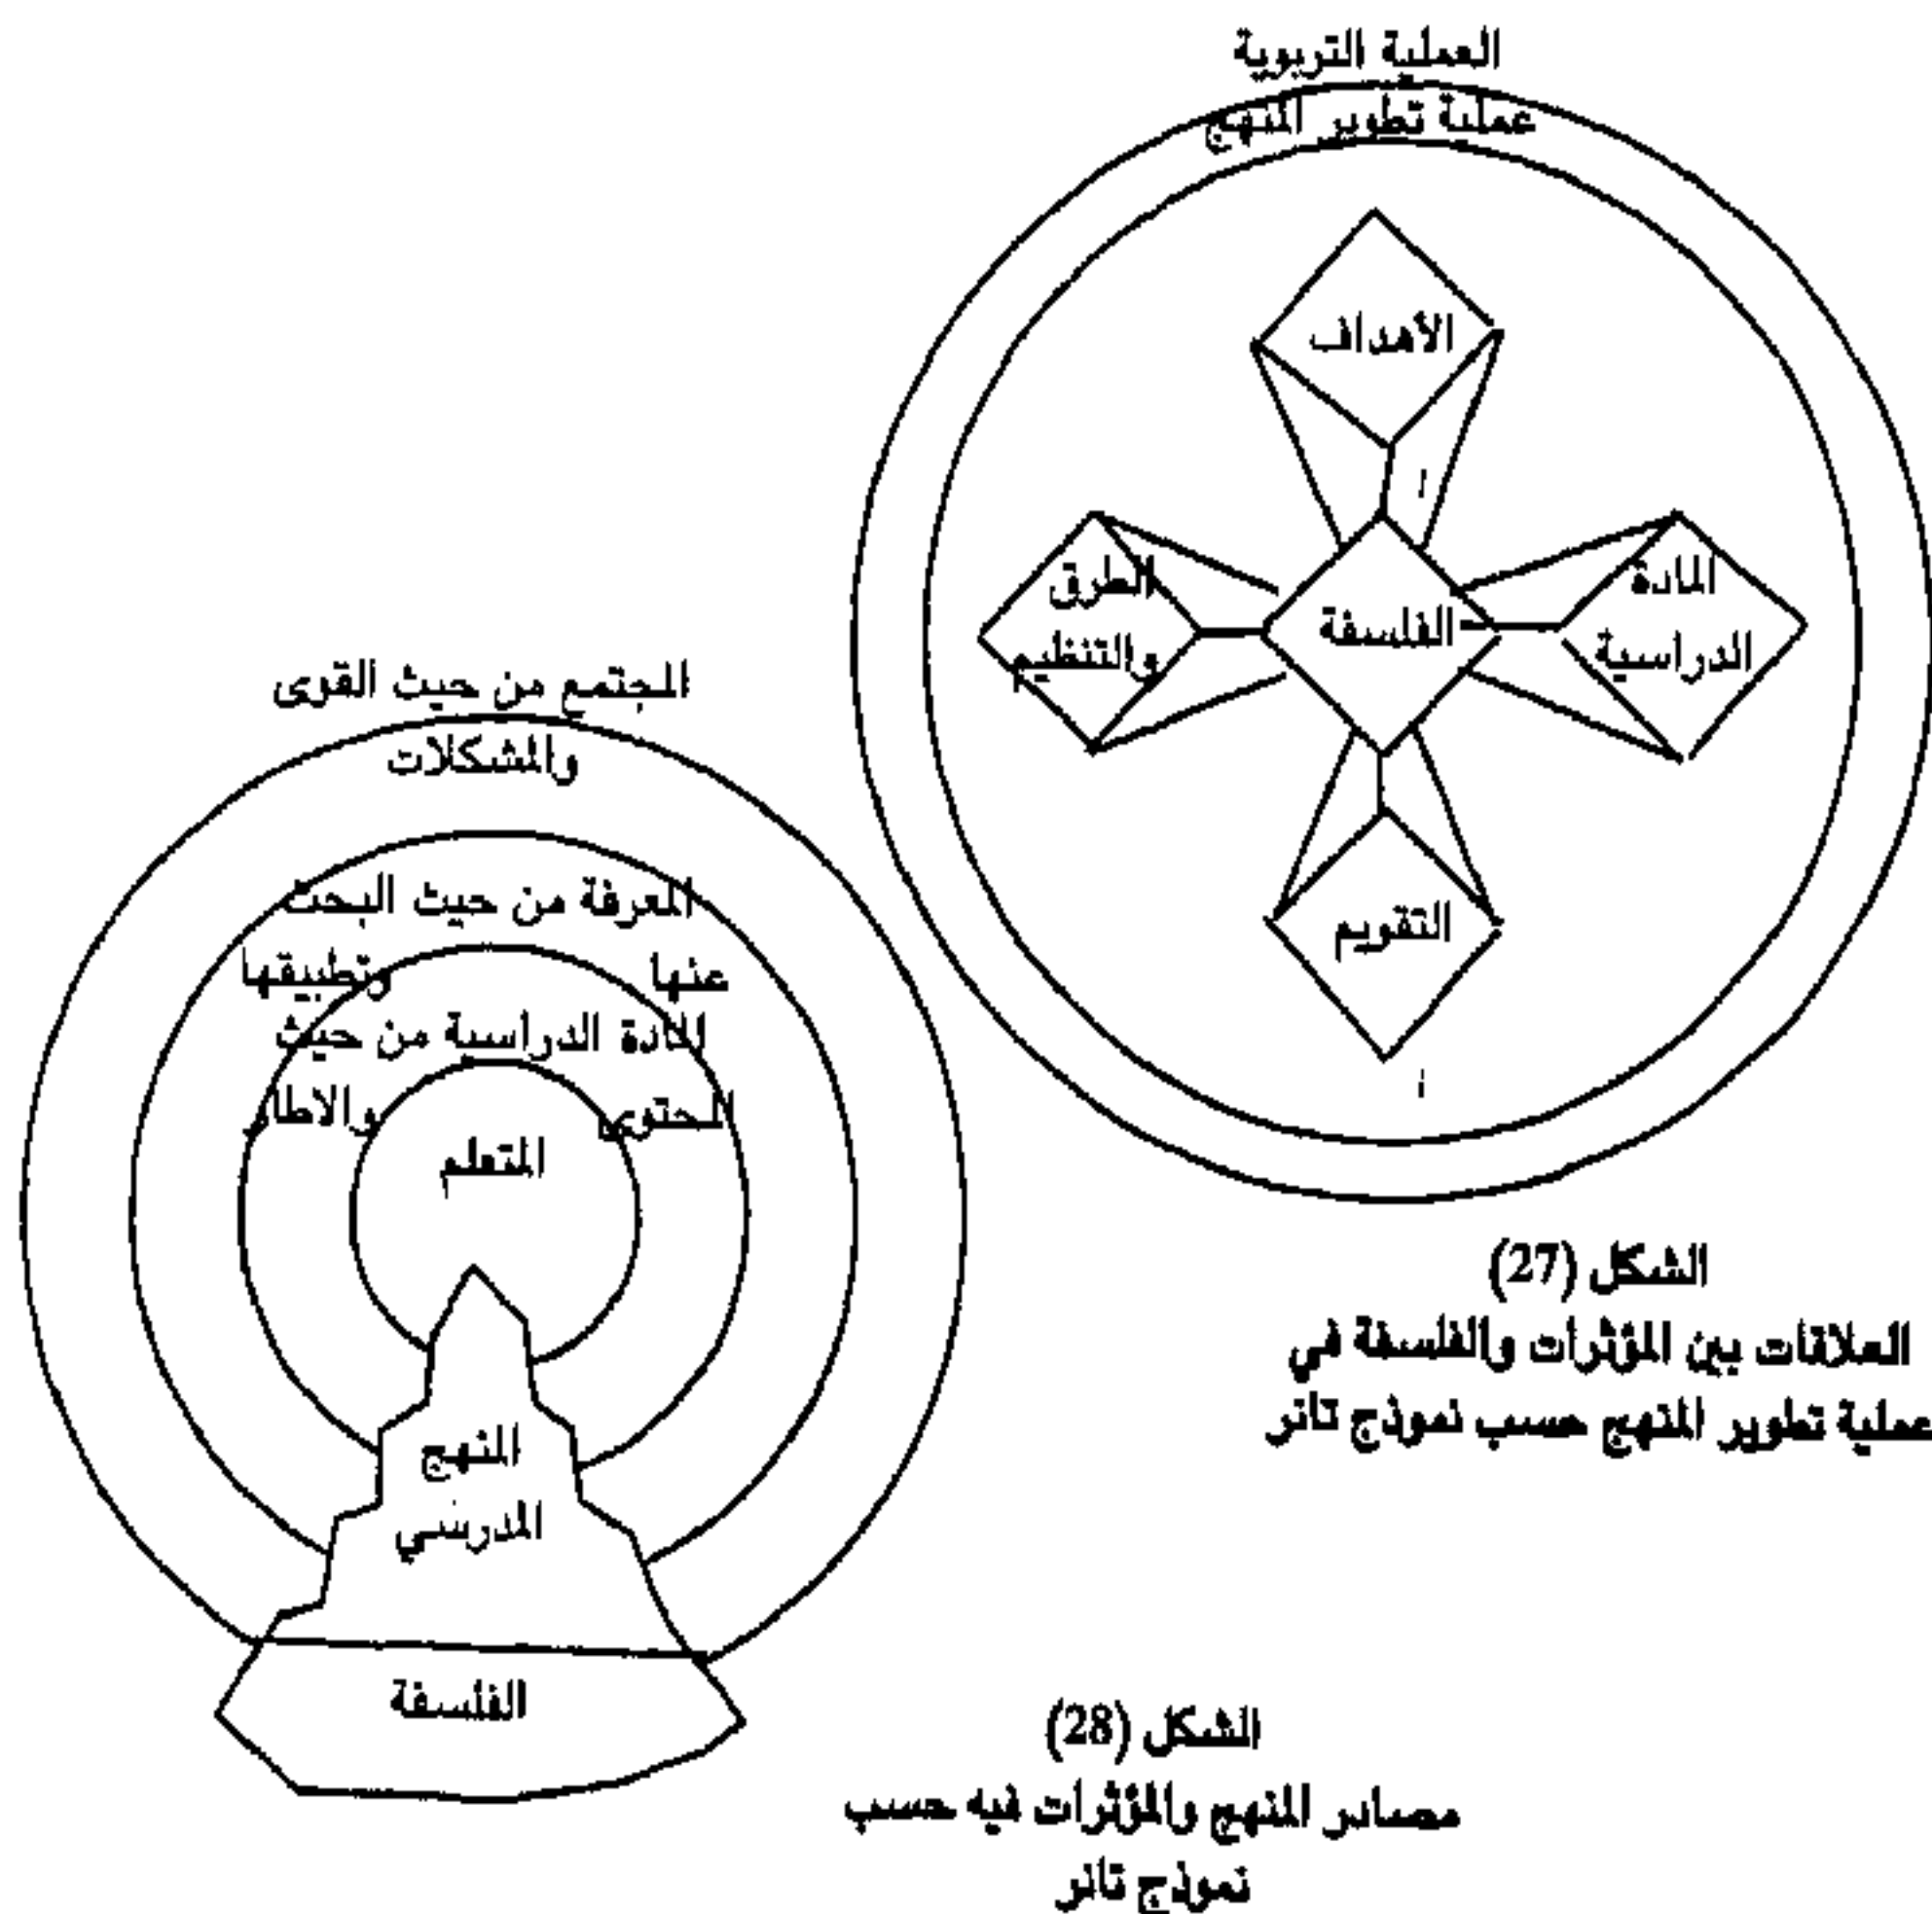 العملية التربوية
عملية تطوير المنهج
الأهداف
الطرق
والتنظيم
الفلسفة
المادة
الدراسية
التقويم
الشكل (27)
العلاقات بين المؤثرات والفلسفة في
عملية تطوير المنهج حسب نموذج تانر
المجتمع من حيث القوى
والمشكلات
المعرفة من حيث البحث
عنها وتطبيقها
المادة الدراسية من حيث
المحتوى والاطار
المتعلم
المنهج
المدرسي
الفلسفة
الشكل (28)
مصادر المنهج والمؤثرات فيه حسب
نموذج تانر